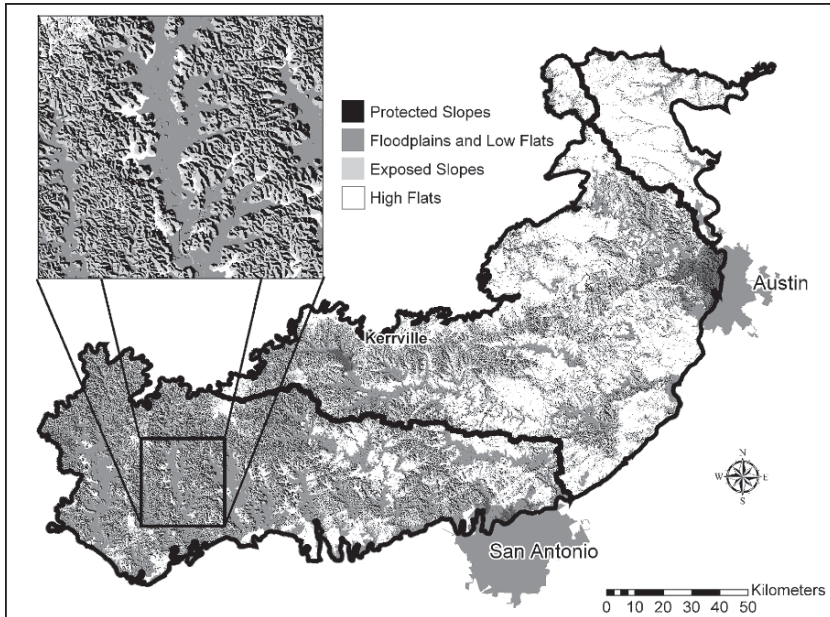 Protected Slopes
Floodplains and Low Flats
Exposed Slopes
High Flats
Austin
Kerrville
N
W E
S
San Antonio
Kilometers
0 10 20 30 40 50